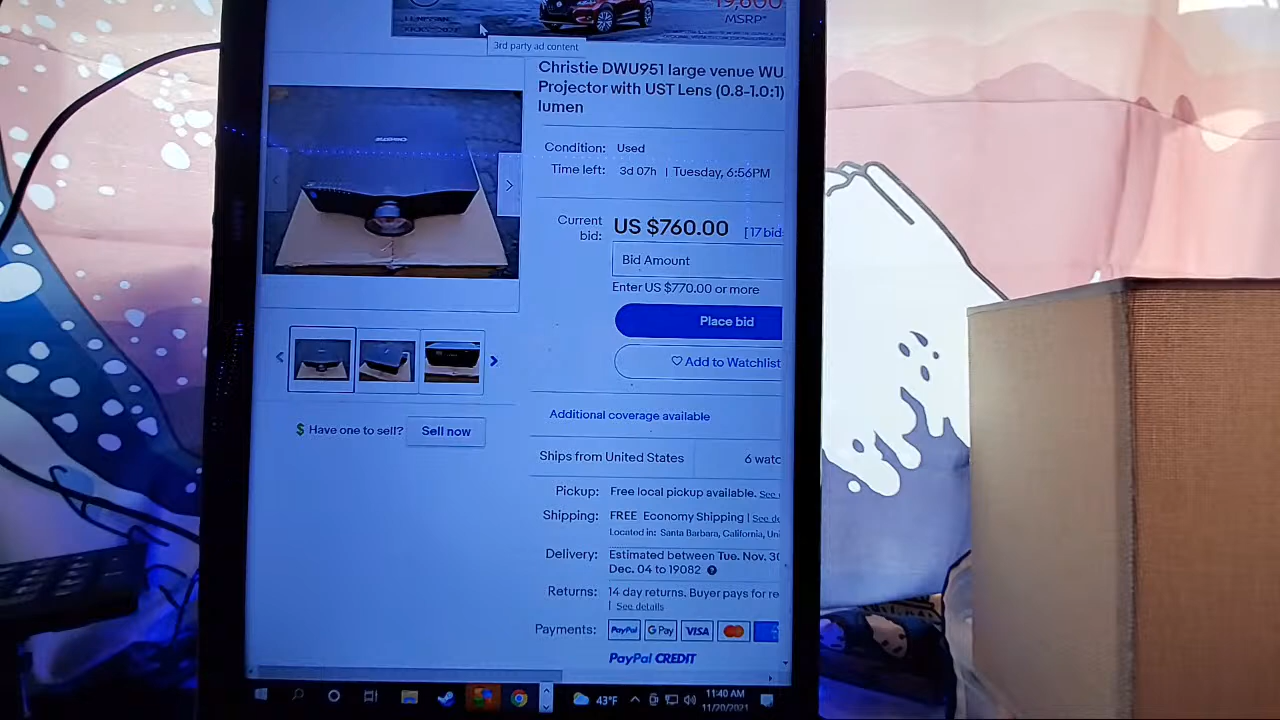 MSRP*
3rd party ad content
Christie DWU951 large venue WU
Projector with UST Lens (0.8-1.0:1)
lumen
Condition: Used
Time left: 3d 07h | Tuesday, 6:56PM
Current
bid:
US $760.00 [17 bid
Bid Amount
Enter US $770.00 or more
Place bid
Add to Watchlist
$ Have one to sell? Sell now
Additional coverage available
Ships from United States 6 watc
Pickup: Free local pickup available. See
Shipping: FREE Economy Shipping | See de
Located in: Santa Barbara, California, Uni
Delivery: Estimated between Tue. Nov. 30
Dec. 04 to 19082
Returns: 14 day returns. Buyer pays for re
| See details
Payments: PayPal G Pay VISA
PayPal CREDIT
43°F
11:40 AM
11/20/2021